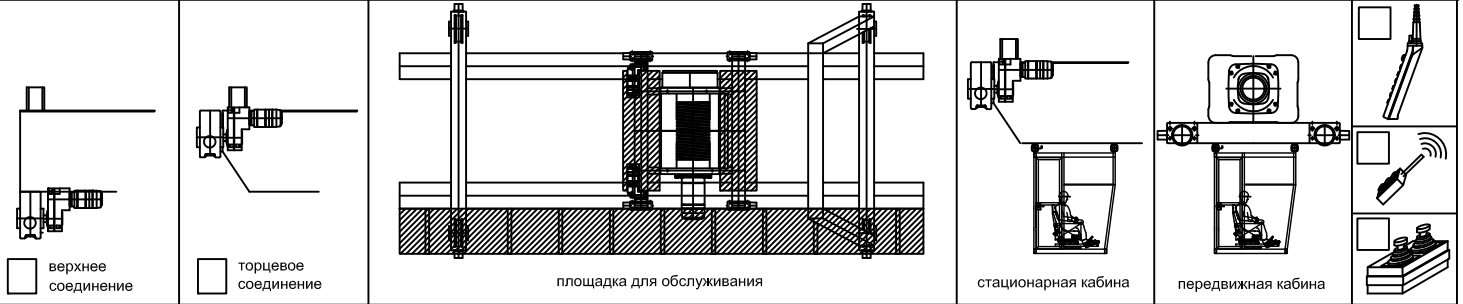 верхнее
соединение
торцевое
соединение
площадка для обслуживания
стационарная кабина
передвижная кабина